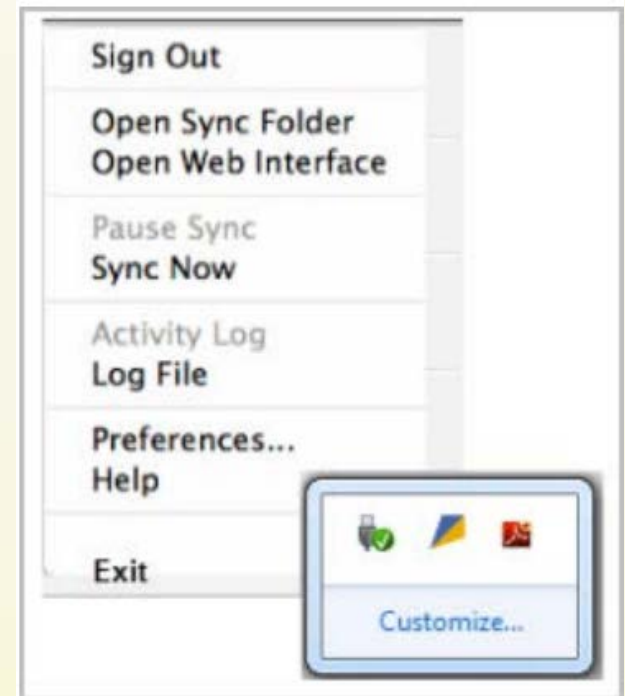 Sign Out
Open Sync Folder
Open Web Interface
Pause Sync
Sync Now
Activity Log
Log File
Preferences...
Help
Exit
Customize...